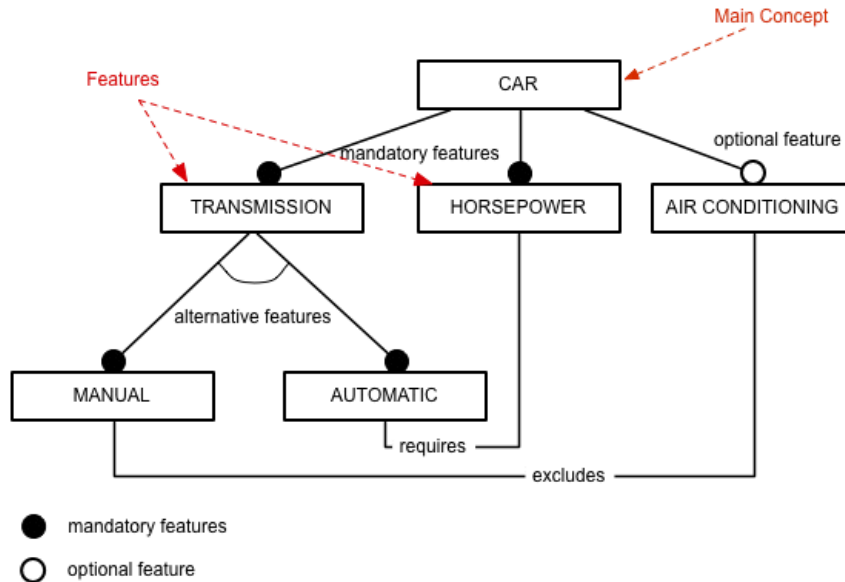 Main Concept
CAR
Features
optional feature
mandatory features
TRANSMISSION
HORSEPOWER
AIR CONDITIONING
alternative features
MANUAL
AUTOMATIC
requires
excludes
mandatory features
optional feature